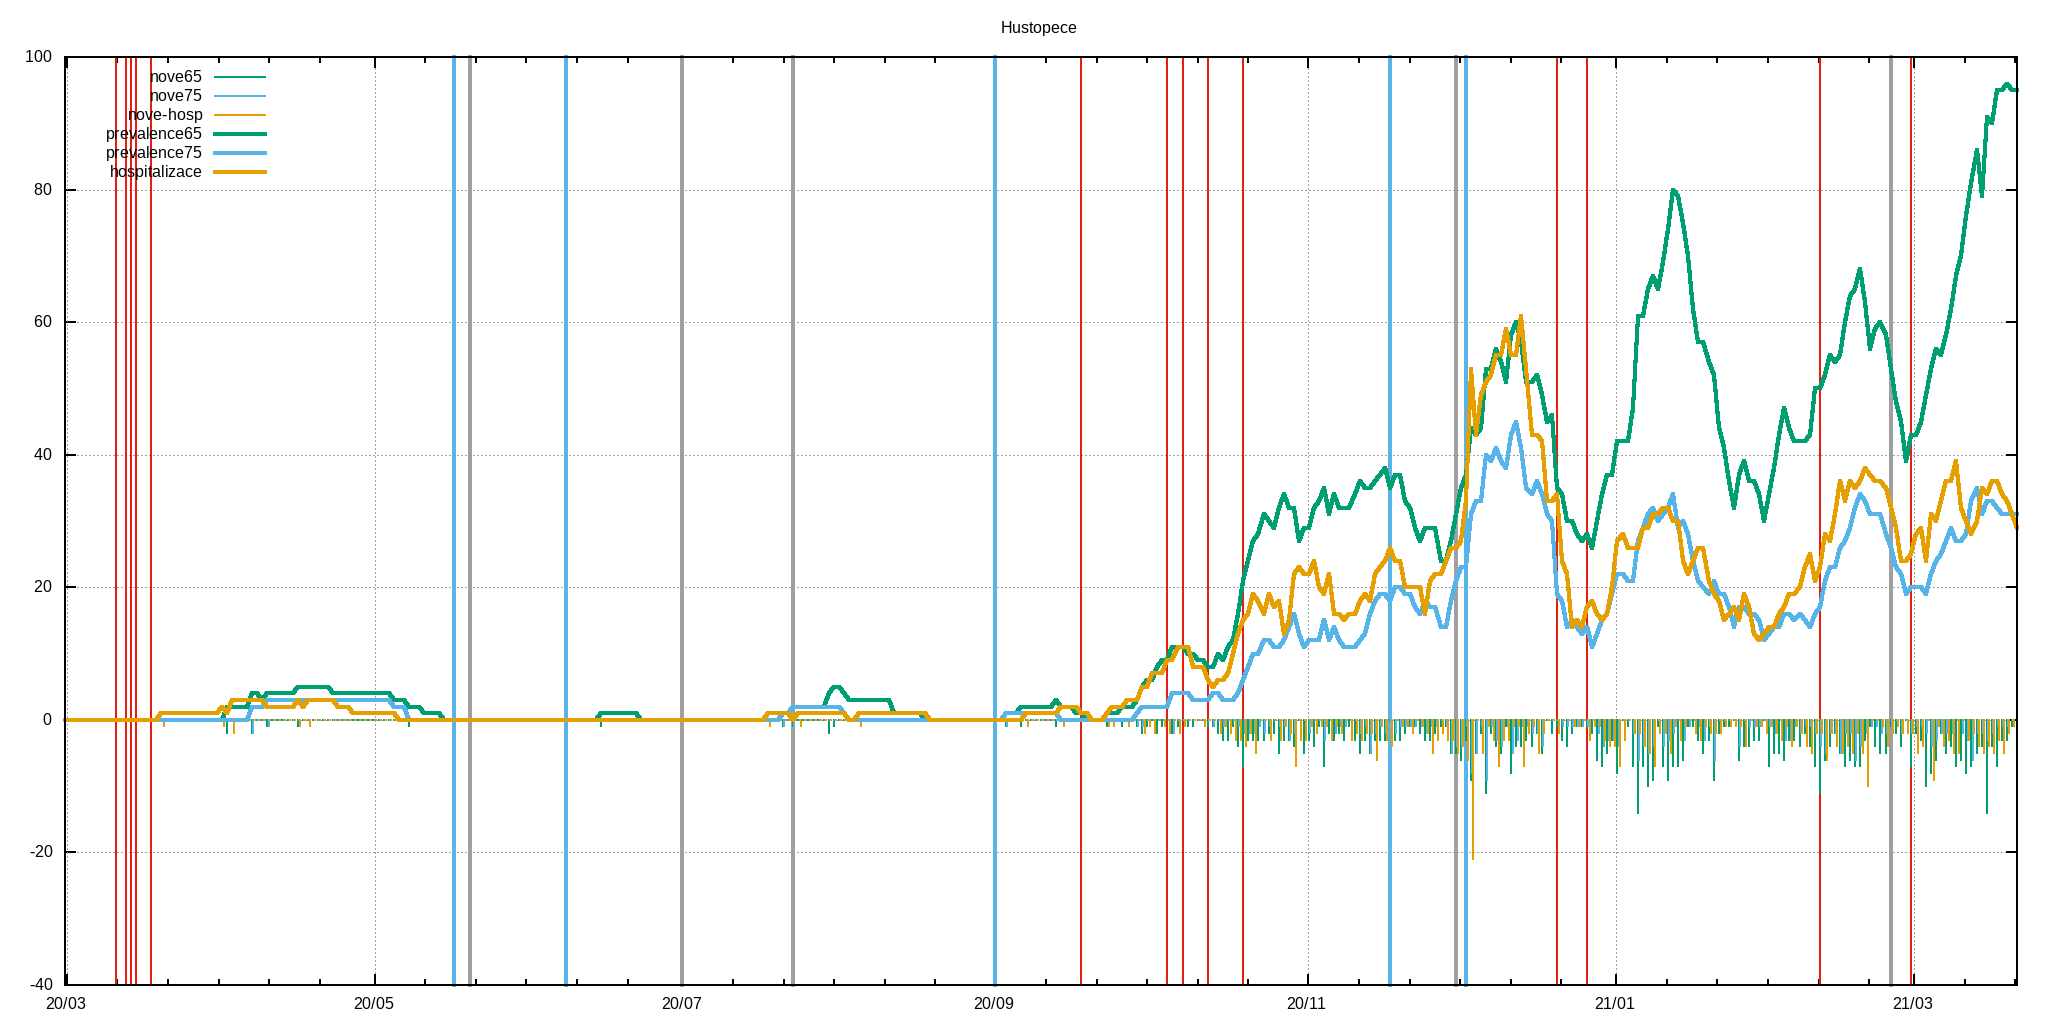 Hustopece
100
nove65
nove75
nove-hosp
prevalence65
prevalence75
hospitalizace
80
60
40
20
0
-20
-40
20/03 20/05 20/07 20/09 20/11 21/01 21/03